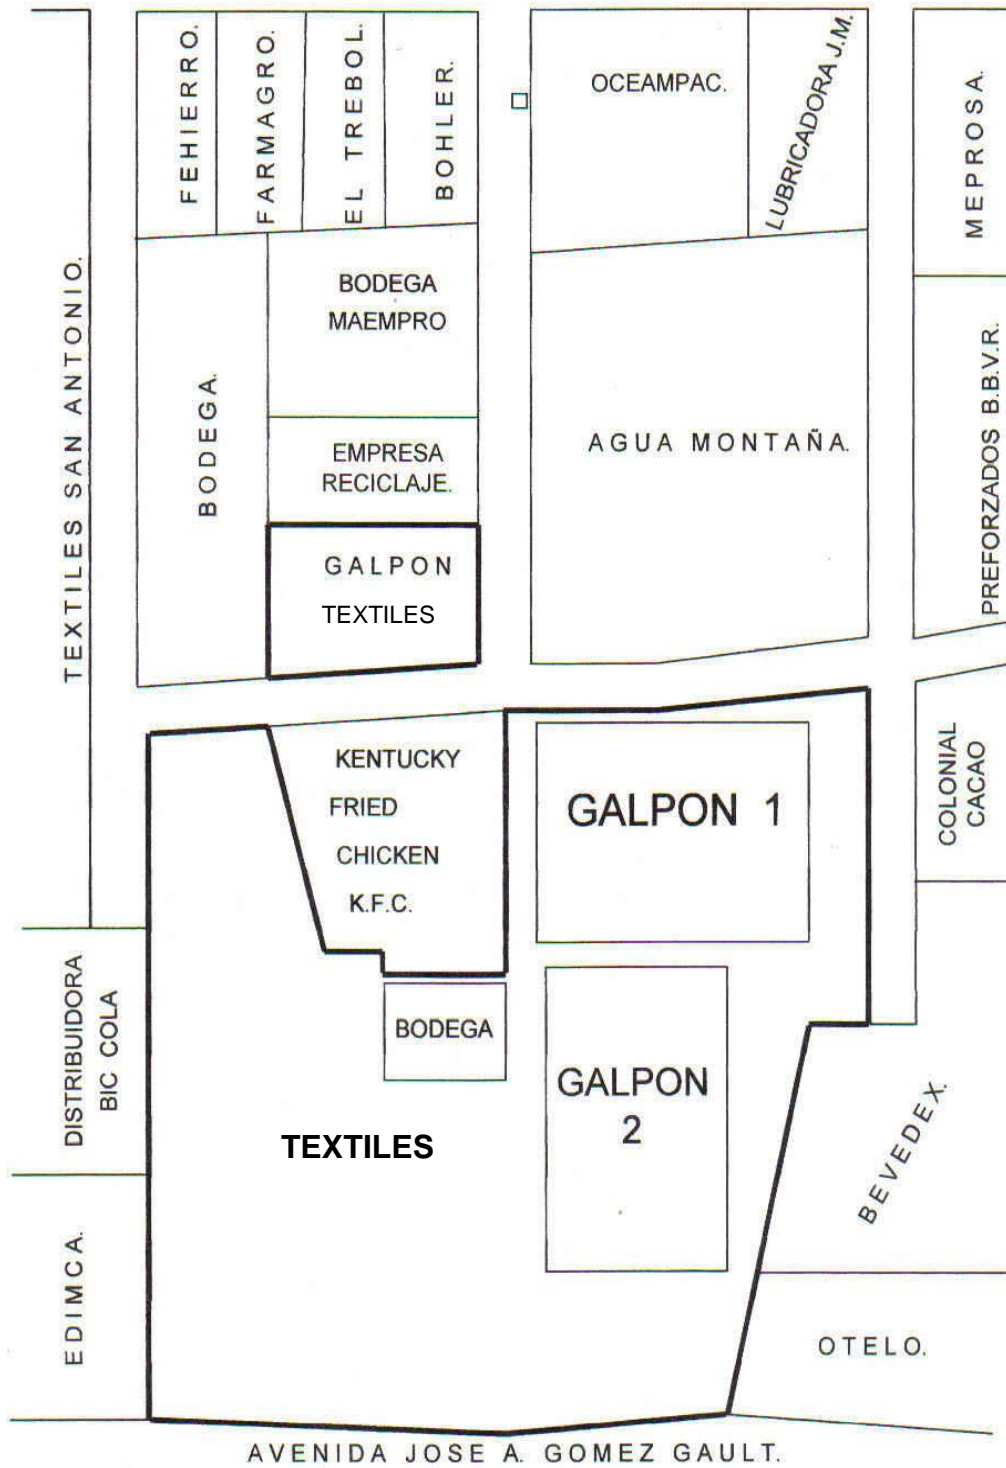 FEHIERRO.
FARMAGRO.
EL TREBOL.
BOHLER.
OCEAMPAC.
LUBRICADORA J.M.
MEPROSA.
TEXTILES SAN ANTONIO.
BODEGA.
BODEGA
MAEMPRO
EMPRESA
RECICLAJE.
GALPON
TEXTILES
AGUA MONTAÑA.
PREFORZADOS B.B.V.R.
KENTUCKY
FRIED
CHICKEN
K.F.C.
GALPON 1
COLONIAL
CACAO
DISTRIBUIDORA
BIC COLA
BODEGA
GALPON
2
TEXTILES
BEVEDEX.
EDIMCA.
OTELO.
AVENIDA JOSE A. GOMEZ GAULT.